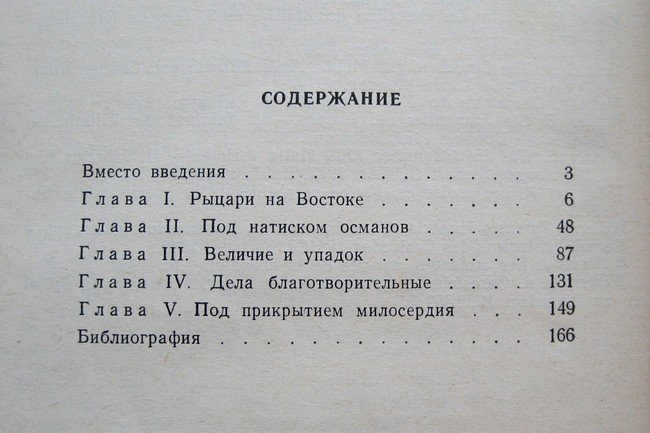 СОДЕРЖАНИЕ
Вместо введения . . . . . . . . . . . . . 3
Глава I. Рыцари на Востоке . . . . . . . 6
Глава II. Под натиском османов . . . . . 48
Глава III. Величие и упадок . . . . . . . 87
Глава IV. Дела благотворительные . . . . 131
Глава V. Под прикрытием милосердия . . . 149
Библиография . . . . . . . . . . . . . . 166